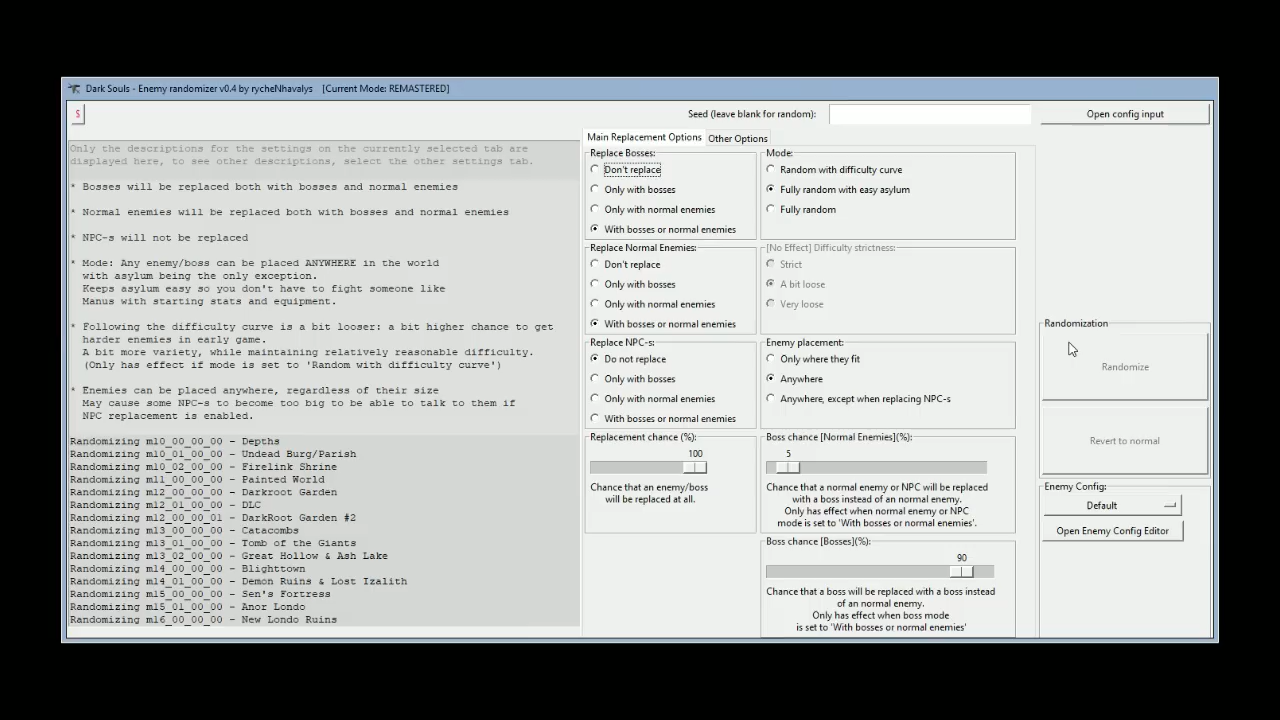 Dark Souls - Enemy randomizer v0.4 by rycheNhavalys [Current Mode: REMASTERED]
$
Seed (leave blank for random):
Open config input
Only the descriptions for the settings on the currently selected tab are
displayed here, to see other descriptions, select the other settings tab.
* Bosses will be replaced both with bosses and normal enemies
* Normal enemies will be replaced both with bosses and normal enemies
* NPC-s will not be replaced
* Mode: Any enemy/boss can be placed ANYWHERE in the world
with asylum being the only exception.
Keeps asylum easy so you don't have to fight someone like
Manus with starting stats and equipment.
* Following the difficulty curve is a bit looser: a bit higher chance to get
harder enemies in early game.
A bit more variety, while maintaining relatively reasonable difficulty.
(Only has effect if mode is set to 'Random with difficulty curve')
* Enemies can be placed anywhere, regardless of their size
May cause some NPC-s to become too big to be able to talk to them if
NPC replacement is enabled.
Randomizing m10_00_00_00 - Depths
Randomizing m10_01_00_00 - Undead Burg/Parish
Randomizing m10_02_00_00 - Firelink Shrine
Randomizing m11_00_00_00 - Painted World
Randomizing m12_00_00_00 - Darkroot Garden
Randomizing m12_01_00_00 - DLC
Randomizing m12_00_00_01 - DarkRoot Garden #2
Randomizing m13_00_00_00 - Catacombs
Randomizing m13_01_00_00 - Tomb of the Giants
Randomizing m13_02_00_00 - Great Hollow & Ash Lake
Randomizing m14_00_00_00 - Blighttown
Randomizing m14_01_00_00 - Demon Ruins & Lost Izalith
Randomizing m15_00_00_00 - Sen's Fortress
Randomizing m15_01_00_00 - Anor Londo
Randomizing m16_00_00_00 - New Londo Ruins
Main Replacement Options
Other Options
Replace Bosses:
Don't replace
Only with bosses
Only with normal enemies
With bosses or normal enemies
Mode:
Random with difficulty curve
Fully random with easy asylum
Fully random
Replace Normal Enemies:
Don't replace
Only with bosses
Only with normal enemies
With bosses or normal enemies
[No Effect] Difficulty strictness:
Strict
A bit loose
Very loose
Replace NPC-s:
Do not replace
Only with bosses
Only with normal enemies
With bosses or normal enemies
Enemy placement:
Only where they fit
Anywhere
Anywhere, except when replacing NPC-s
Replacement chance (%):
100
Chance that an enemy/boss
will be replaced at all.
Boss chance [Normal Enemies](%):
5
Chance that a normal enemy or NPC will be replaced
with a boss instead of an normal enemy.
Only has effect when normal enemy or NPC
mode is set to 'With bosses or normal enemies'.
Boss chance [Bosses](%):
90
Chance that a boss will be replaced with a boss instead
of an normal enemy.
Only has effect when boss mode
is set to 'With bosses or normal enemies'
Randomization
Randomize
Revert to normal
Enemy Config:
Default
Open Enemy Config Editor